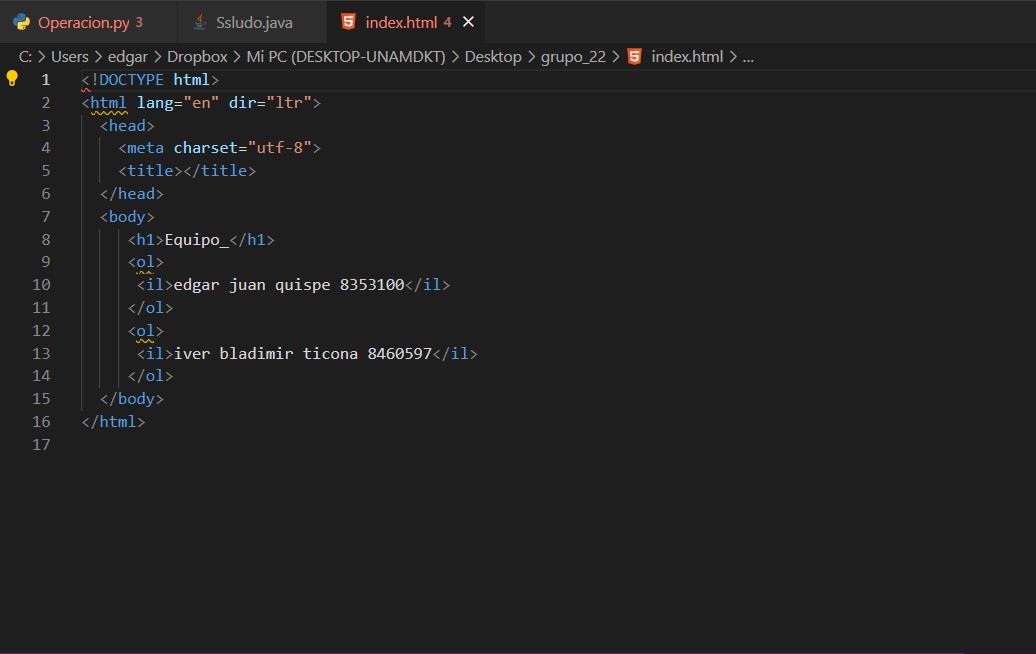 Operacion.py 3 Ssludo.java index.html 4
C: > Users > edgar > Dropbox > Mi PC (DESKTOP-UNAMDKT) > Desktop > grupo_22 > index.html > ...
1 <!DOCTYPE html>
2 <html lang="en" dir="ltr">
3 <head>
4 <meta charset="utf-8">
5 <title></title>
6 </head>
7 <body>
8 <h1>Equipo_</h1>
9 <ol>
10 <il>edgar juan quispe 8353100</il>
11 </ol>
12 <ol>
13 <il>iver bladimir ticona 8460597</il>
14 </ol>
15 </body>
16 </html>
17